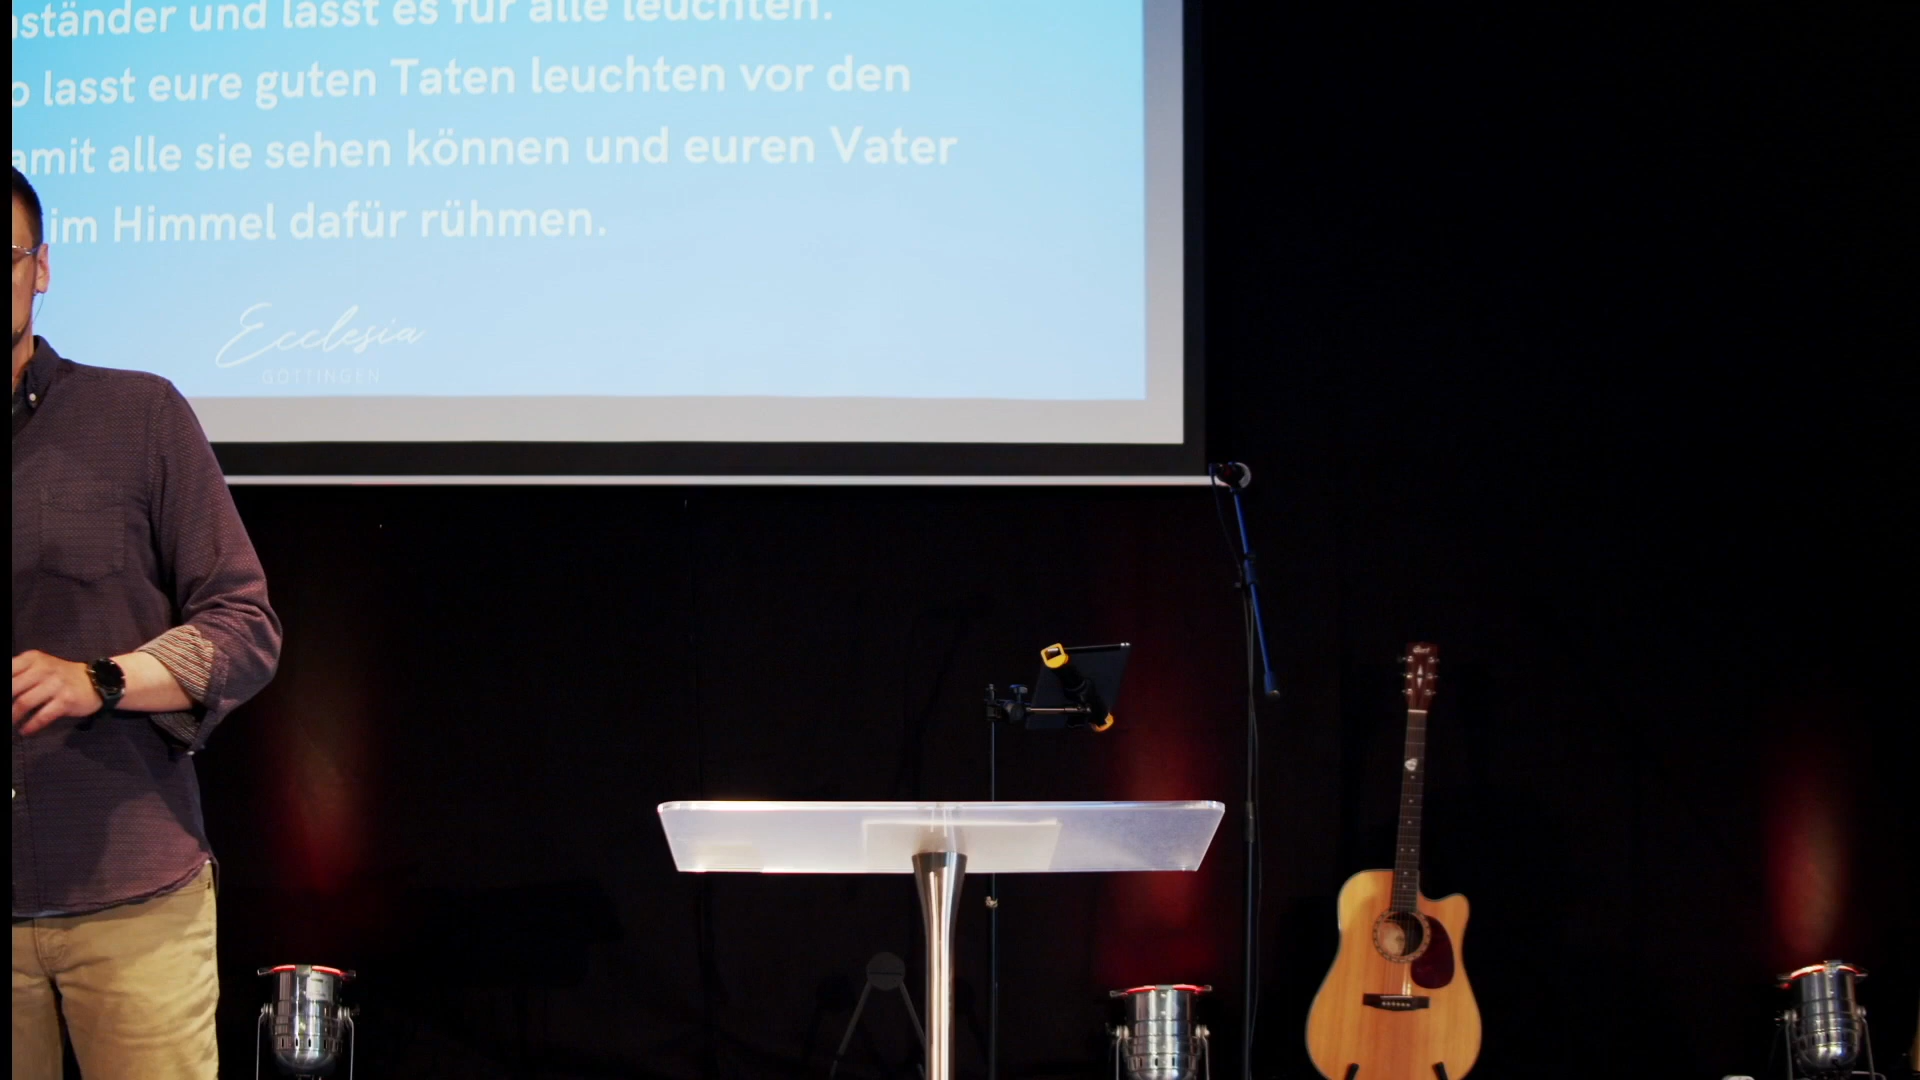 ständer und lasst es für alle leuchten.
o lasst eure guten Taten leuchten vor den
amit alle sie sehen können und euren Vater
im Himmel dafür rühmen.
Ecclesia
GÖTTINGEN
Cort